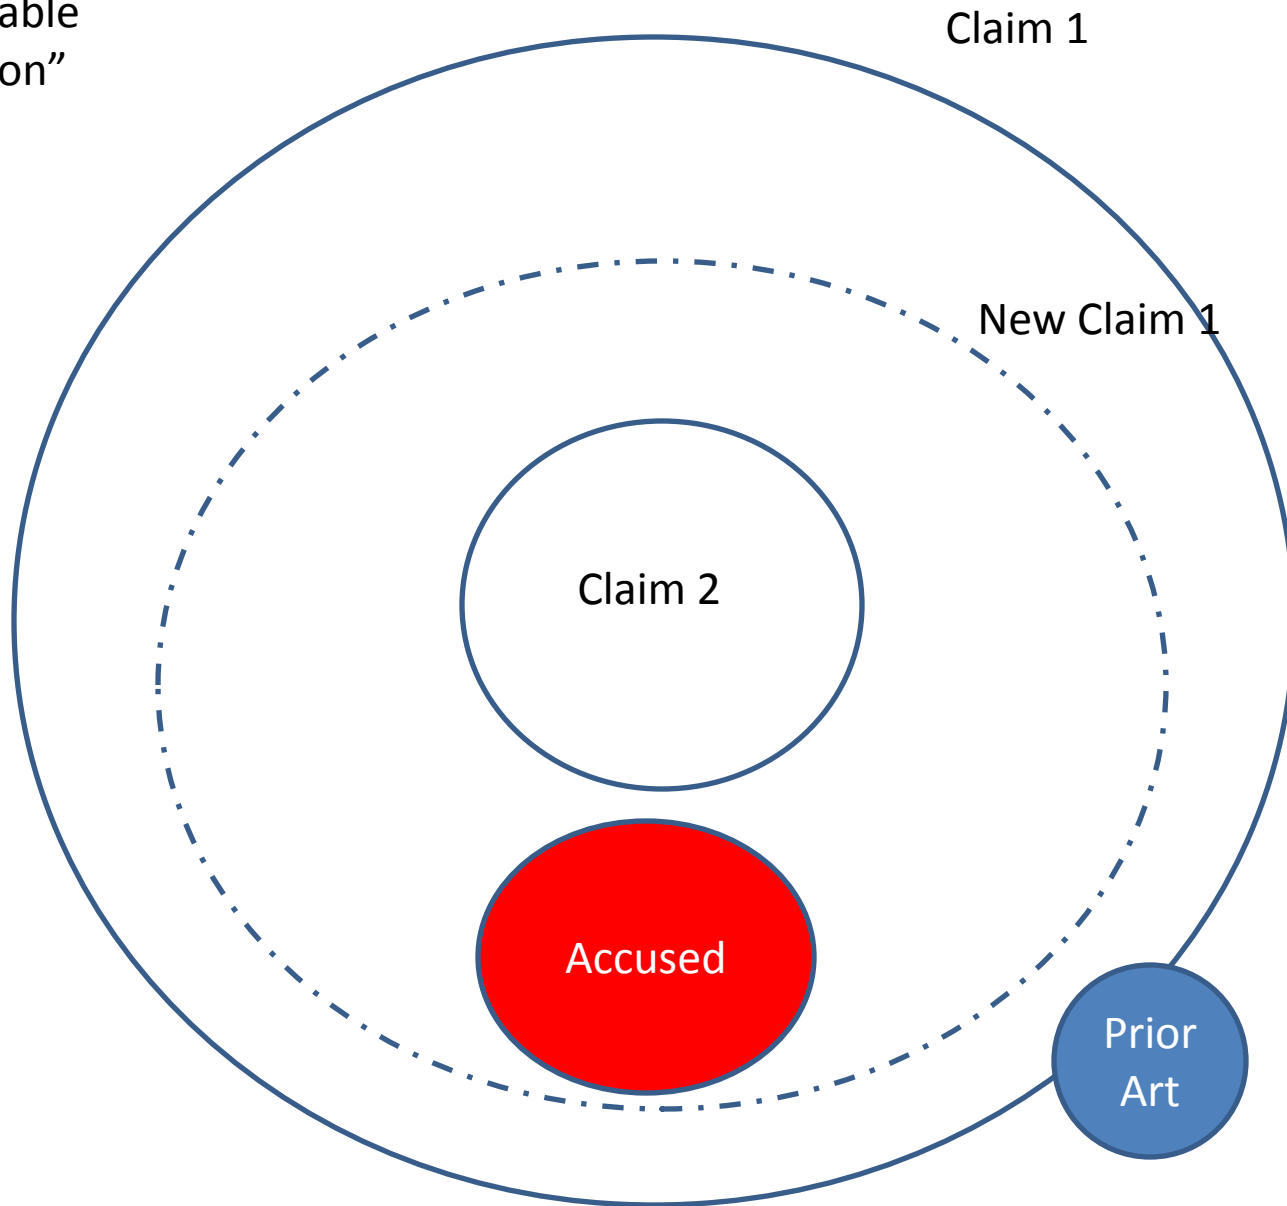 able
on”
Claim 1
New Claim 1
Claim 2
Accused
Prior
Art